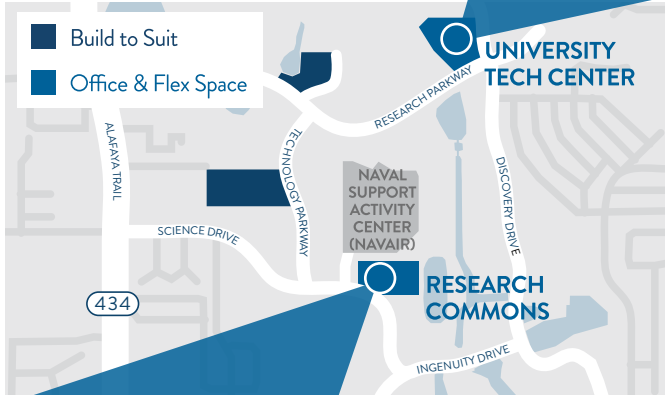 Build to Suit
Office & Flex Space
UNIVERSITY
TECH CENTER
RESEARCH PARKWAY
ALAFAYA TRAIL
TECHNOLOGY PARKWAY
NAVAL
SUPPORT
ACTIVITY
CENTER
(NAVAIR)
DISCOVERY DRIVE
SCIENCE DRIVE
RESEARCH
COMMONS
434
INGENUITY DRIVE